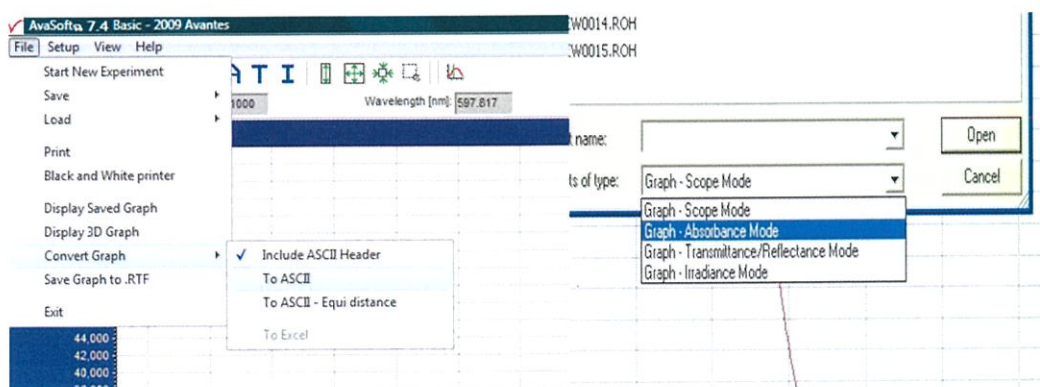 AvaSoft® 7.4 Basic - 2009 Avantes
File Setup View Help
Start New Experiment
Save
Load
Print
Black and White printer
Display Saved Graph
Display 3D Graph
Convert Graph
Save Graph to .RTF
Exit
Include ASCII Header
To ASCII
To ASCII - Equi distance
To Excel
A T I
1000
Wavelength [nm]: 597.817
44,000
42,000
40,000
EW0014.ROH
EW0015.ROH
t name:
Open
ts of type:
Graph - Scope Mode
Cancel
Graph - Scope Mode
Graph - Absorbance Mode
Graph - Transmittance/Reflectance Mode
Graph - Irradiance Mode